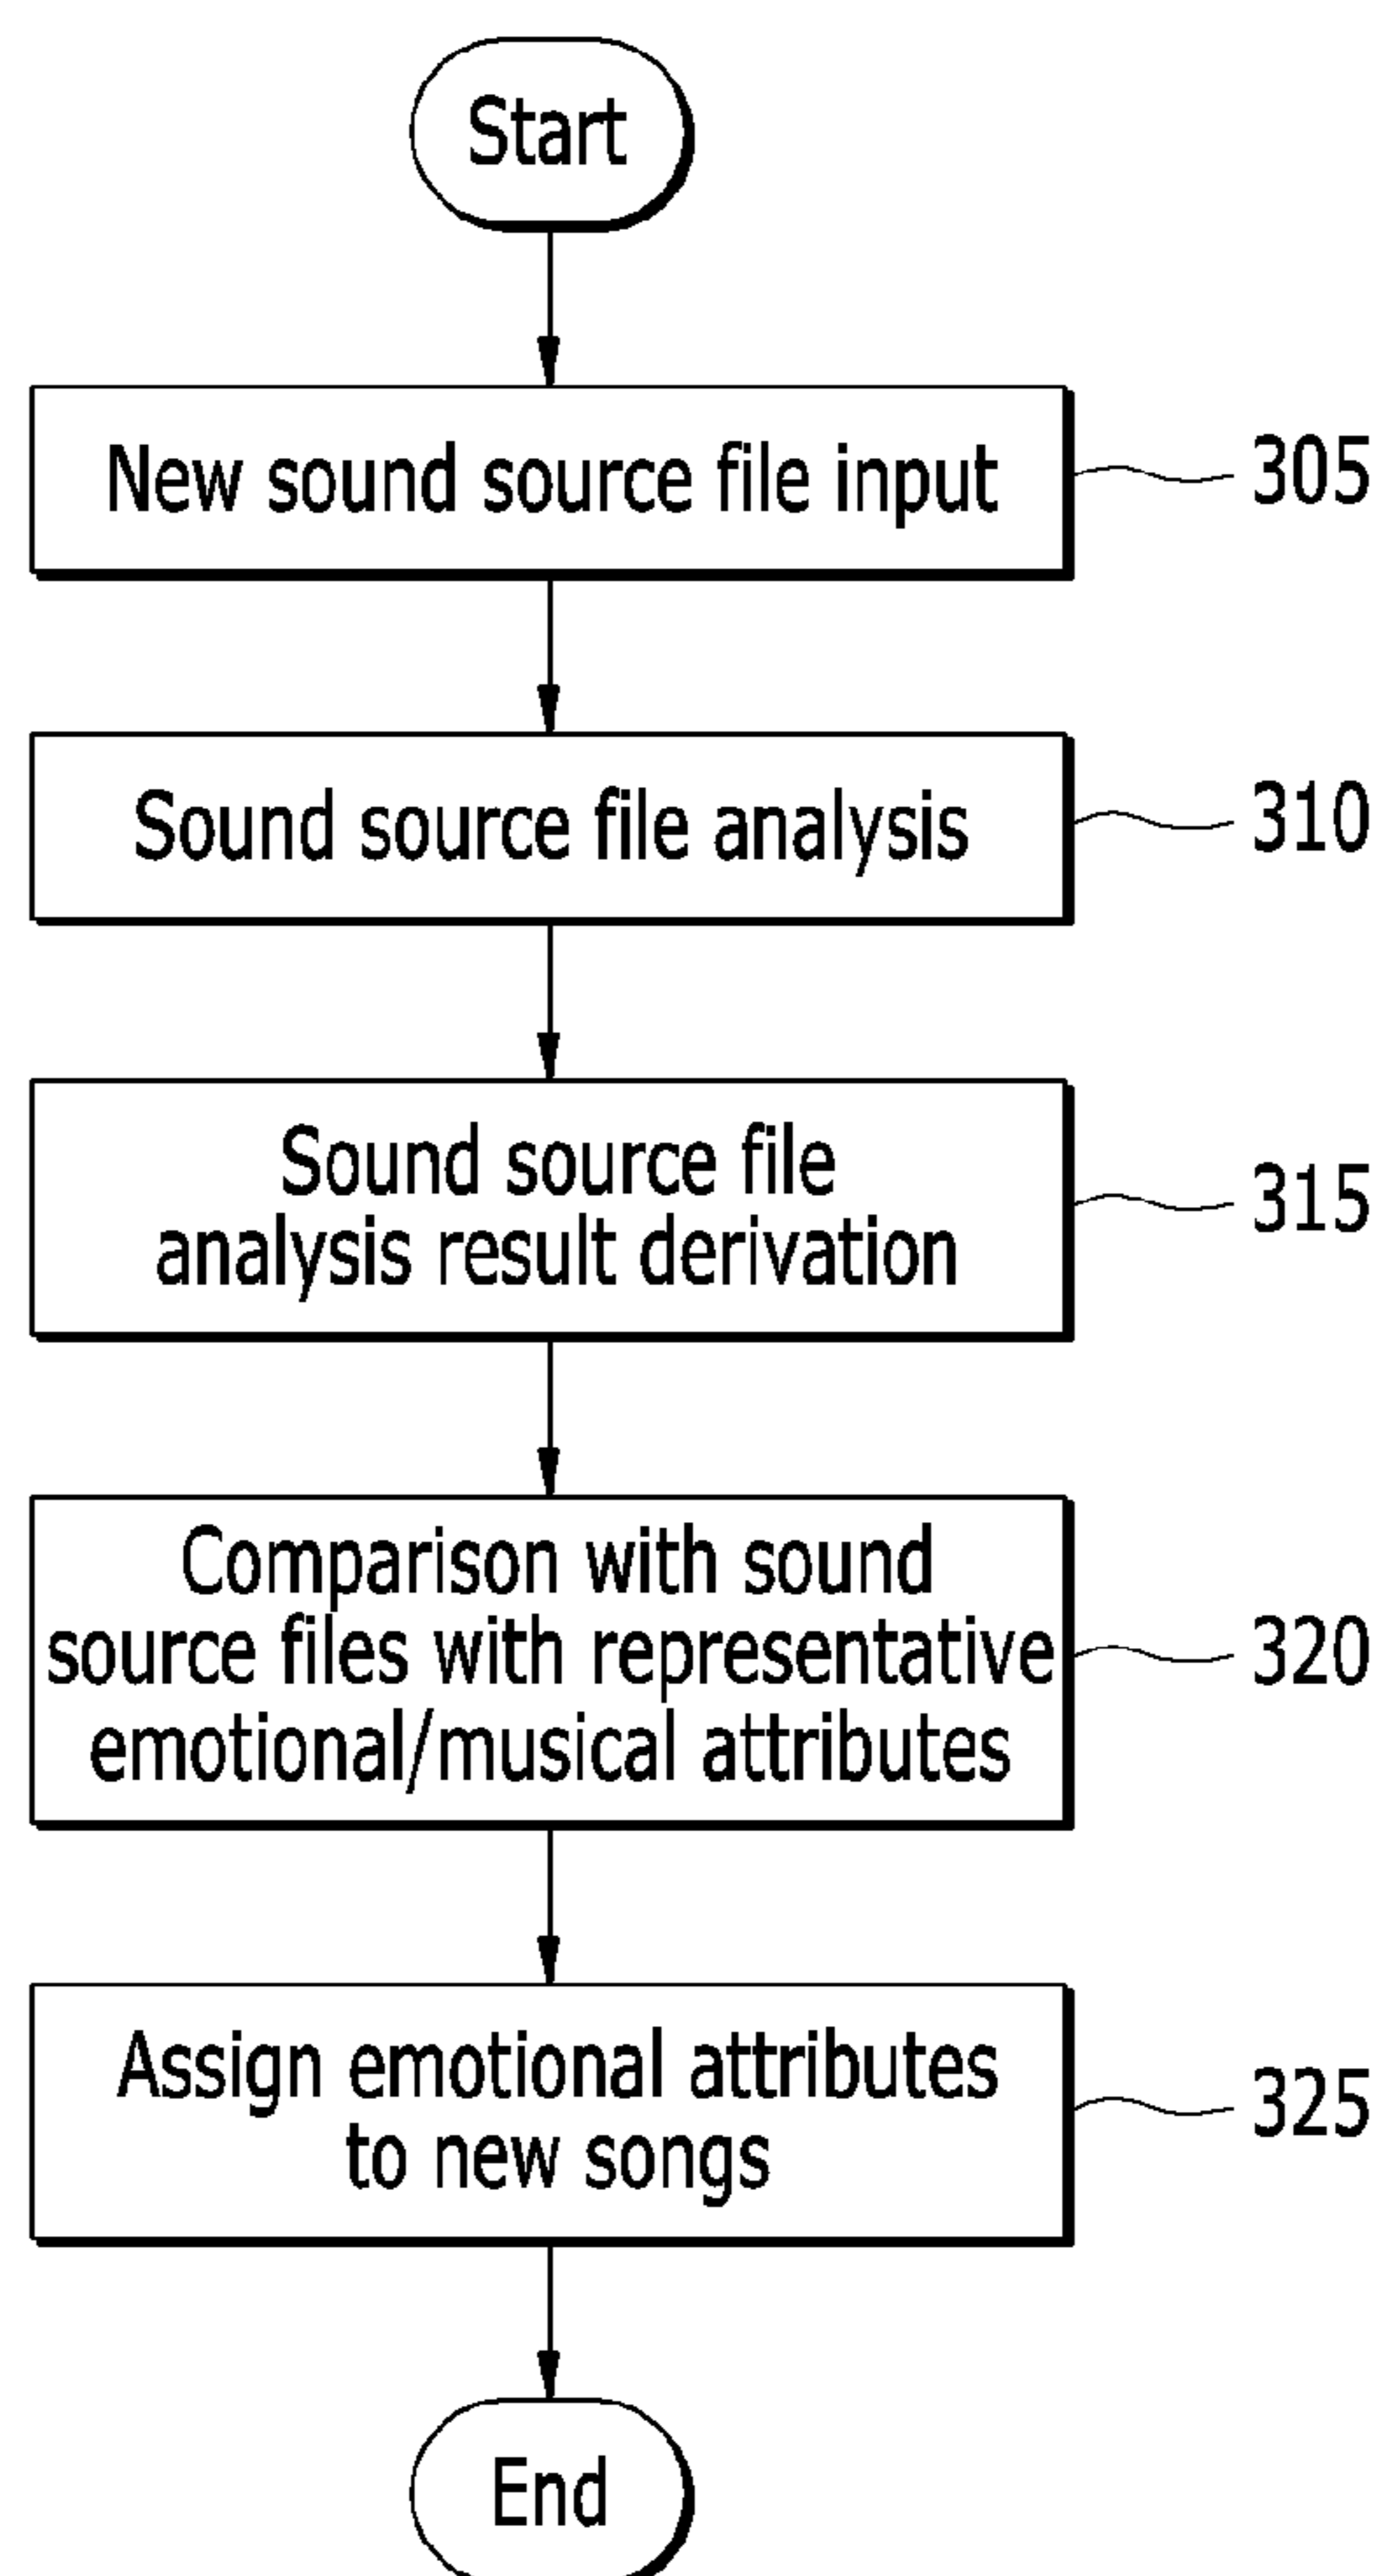 Start
New sound source file input
305
Sound source file analysis
310
Sound source file
analysis result derivation
315
Comparison with sound
source files with representative
emotional/musical attributes
320
Assign emotional attributes
to new songs
325
End